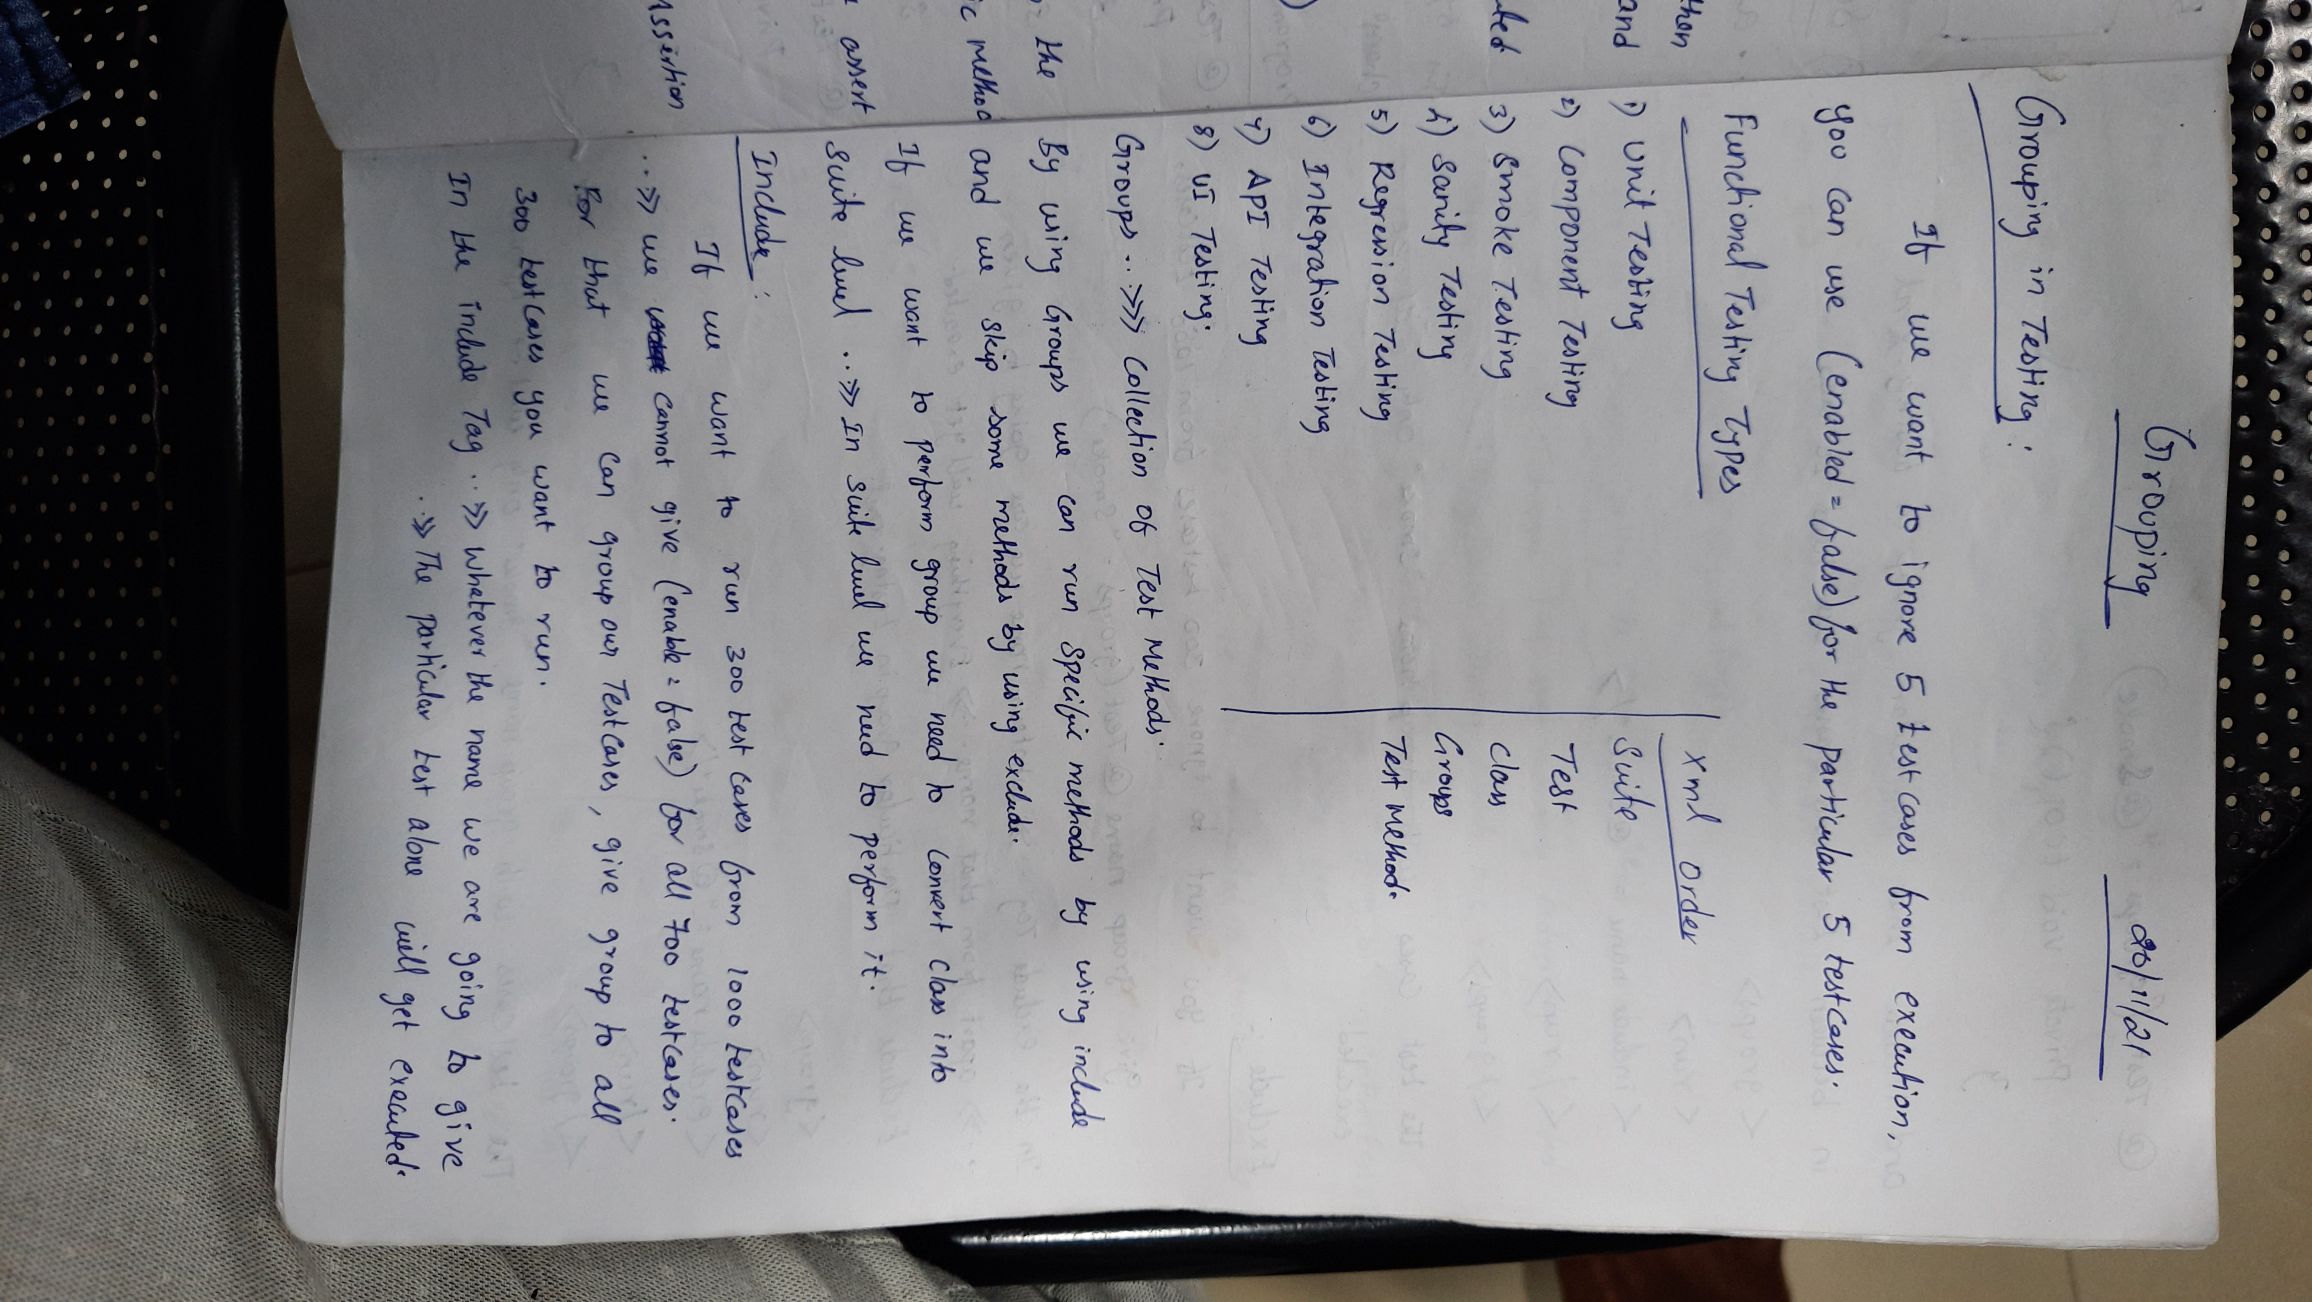 Grouping
20/11/21
Grouping in Testing:
If we want to ignore 5 testcases from execution,
you can use (enabled = false) for the particular 5 testcases.
Functional Testing Types
1) Unit Testing
2) Component Testing
3) Smoke Testing
4) Sanity Testing
5) Regression Testing
6) Integration Testing
7) API Testing
8) UI Testing.
Xml Order
Suite
Test
Class
Groups
Test Method.
Groups ..>>> Collection of Test Methods.
By using Groups we can run Specific methods by using include
and we skip some methods by using exclude.
If we want to perform group we need to convert class into
suite level ..>> In suite level we need to perform it.
Include:
If we want to run 300 test cases from 1000 testcases
..>> we cannot give (enable = false) for all 700 testcases.
For that we can group our Testcases, give group to all
300 testcases you want to run.
In the include Tag ..>> whatever the name we are going to give
..>> The particular test alone will get executed.
and
the
method
assert
Assertion